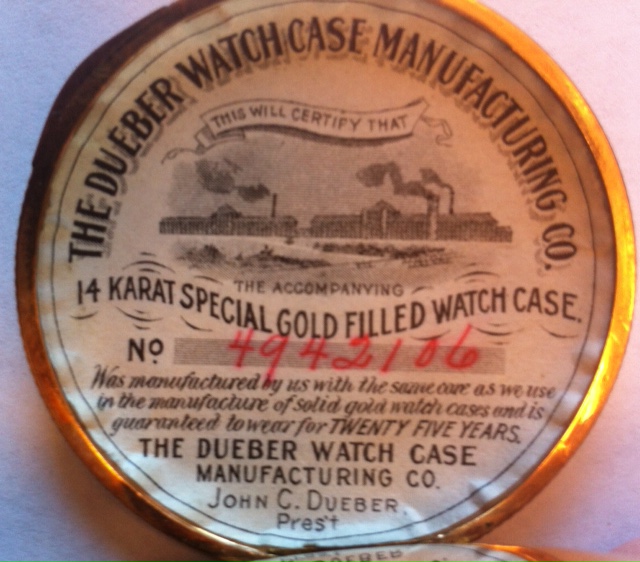 THE DUEBER WATCH CASE MANUFACTURING CO.
THIS WILL CERTIFY THAT
THE ACCOMPANYING
14 KARAT SPECIAL GOLD FILLED WATCH CASE.
No 4942106
Was manufactured by us with the same care as we use
in the manufacture of solid gold watch cases and is
guaranteed to wear for TWENTY FIVE YEARS.
THE DUEBER WATCH CASE
MANUFACTURING CO.
JOHN C. DUEBER,
Pres't